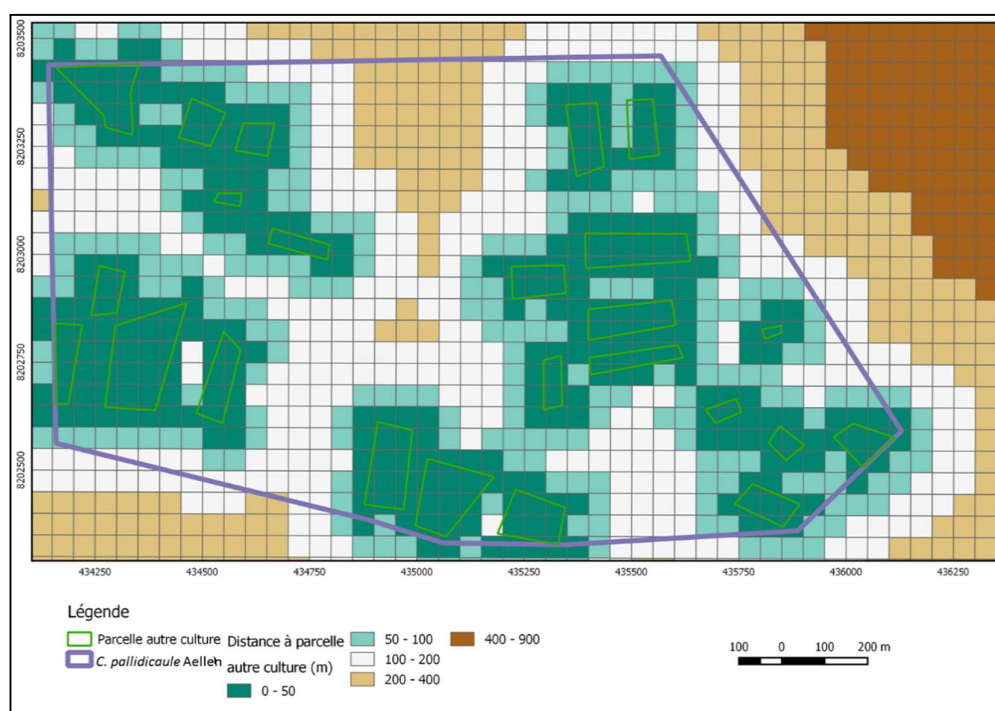 8203500
8203250
8203000
8202750
8202500
434250 434500 434750 435000 435250 435500 435750 436000 436250
Légende
Parcelle autre culture
C. pallidicaule Aellen
Distance à parcelle
autre culture (m)
0 - 50
50 - 100
100 - 200
200 - 400
400 - 900
100 0 100 200 m